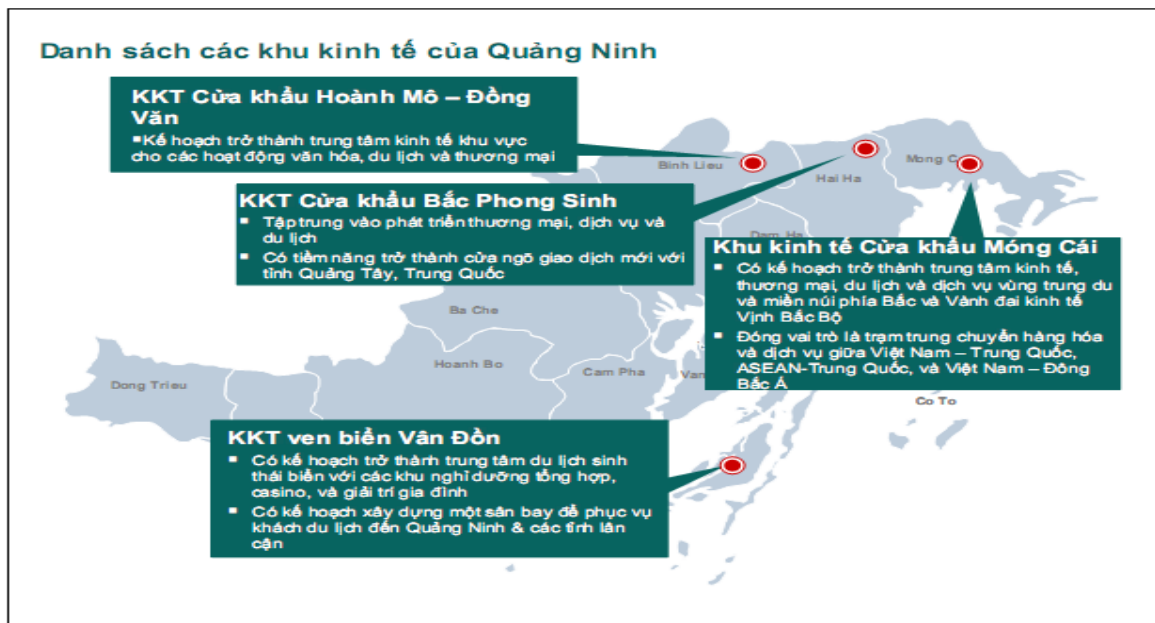 Danh sách các khu kinh tế của Quảng Ninh
KKT Cửa khẩu Hoành Mô – Đồng
Văn
▪Kế hoạch trở thành trung tâm kinh tế khu vực
cho các hoạt động văn hóa, du lịch và thương mại
Binh Lieu
Hai Ha
Mong C
KKT Cửa khẩu Bắc Phong Sinh
▪ Tập trung vào phát triển thương mại, dịch vụ và
du lịch
▪ Có tiềm năng trở thành cửa ngõ giao dịch mới với
tỉnh Quảng Tây, Trung Quốc
Dam Ha
Khu kinh tế Cửa khẩu Móng Cái
▪ Có kế hoạch trở thành trung tâm kinh tế,
thương mại, du lịch và dịch vụ vùng trung du
và miền núi phía Bắc và Vành đai kinh tế
Vịnh Bắc Bộ
▪ Đóng vai trò là trạm trung chuyển hàng hóa
và dịch vụ giữa Việt Nam – Trung Quốc,
ASEAN-Trung Quốc, và Việt Nam – Đông
Bắc Á
Ba Che
Dong Trieu
Hoanh Bo
Cam Pha
Van
Co To
KKT ven biển Vân Đồn
▪ Có kế hoạch trở thành trung tâm du lịch sinh
thái biển với các khu nghỉ dưỡng tổng hợp,
casino, và giải trí gia đình
▪ Có kế hoạch xây dựng một sân bay để phục vụ
khách du lịch đến Quảng Ninh & các tỉnh lân
cận